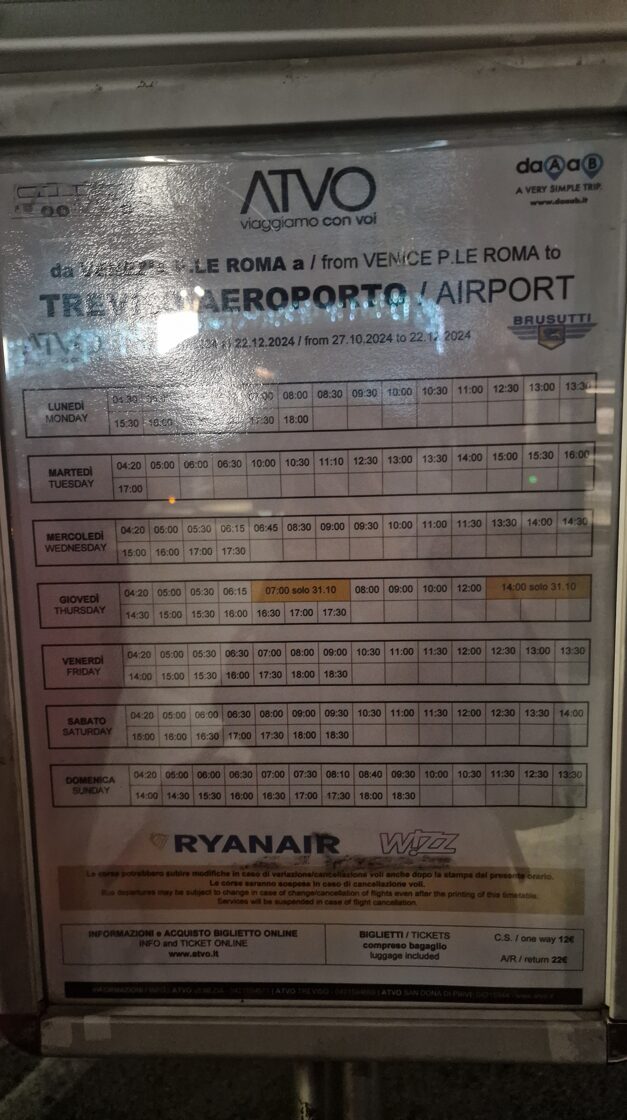 ATVO
viaggiamo con voi
daAaB
A VERY SIMPLE TRIP.
www.daaab.it
da VENEZIA P.LE ROMA a / from VENICE P.LE ROMA to
AEROPORTO / AIRPORT
ATVO
22.12.2024 / from 27.10.2024 to 22.12.2024
BRUSUTTI
LUNEDÌ MONDAY
04:30 08:00 08:30 09:30 10:00 10:30 11:00 12:30 13:00 13:30
15:30 16:00 17:30 18:00
MARTEDÌ TUESDAY
04:20 05:00 06:00 06:30 10:00 10:30 11:10 12:30 13:00 13:30 14:00 15:00 15:30 16:00
17:00
MERCOLEDÌ WEDNESDAY
04:20 05:00 05:30 06:15 06:45 08:30 09:00 09:30 10:00 11:00 11:30 13:30 14:00 14:30
15:00 16:00 17:00 17:30
GIOVEDÌ THURSDAY
04:20 05:00 05:30 06:15 07:00 solo 31.10 08:00 09:00 10:00 12:00 14:00 solo 31.10
14:30 15:00 15:30 16:00 16:30 17:00 17:30
VENERDÌ FRIDAY
04:20 05:00 05:30 06:30 07:00 08:00 09:00 10:30 11:00 11:30 12:00 12:30 13:00 13:30
14:00 15:00 15:30 16:00 17:30 18:00 18:30
SABATO SATURDAY
04:20 05:00 06:00 06:30 08:00 09:00 09:30 10:30 11:00 11:30 12:00 12:30 13:30 14:00
15:00 16:00 16:30 17:00 17:30 18:00 18:30
DOMENICA SUNDAY
04:20 05:00 06:00 06:30 07:00 07:30 08:10 08:40 09:30 10:00 10:30 11:30 12:30 13:30
14:00 14:30 15:30 16:00 16:30 17:00 17:30 18:00 18:30
RYANAIR WIZZ
Le corse potrebbero subire modifiche in caso di variazione/cancellazione voli anche dopo la stampa del presente orario.
Le corse saranno sospese in caso di cancellazione voli.
Bus departures may be subject to change in case of change/cancellation of flights even after the printing of this timetable.
Services will be suspended in case of flight cancellation.
INFORMAZIONI e ACQUISTO BIGLIETTO ONLINE
INFO and TICKET ONLINE
www.atvo.it
BIGLIETTI / TICKETS
compreso bagaglio
luggage included
C.S. / one way 12€
A/R / return 22€